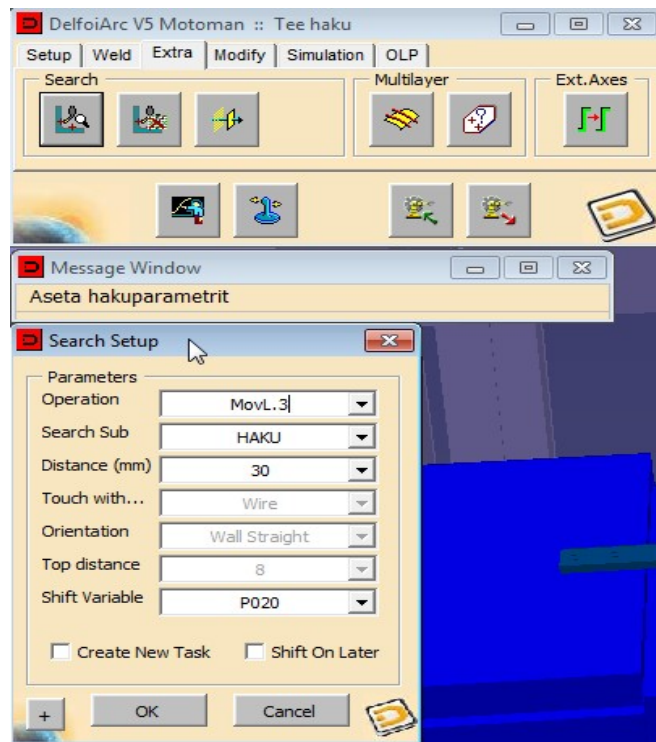 DelfoiArc V5 Motoman :: Tee haku
Setup Weld Extra Modify Simulation OLP
Search Multilayer Ext.Axes
Message Window
Aseta hakuparametrit
Search Setup
Parameters
Operation MovL.3
Search Sub HAKU
Distance (mm) 30
Touch with... Wire
Orientation Wall Straight
Top distance 8
Shift Variable P020
Create New Task Shift On Later
+ OK Cancel